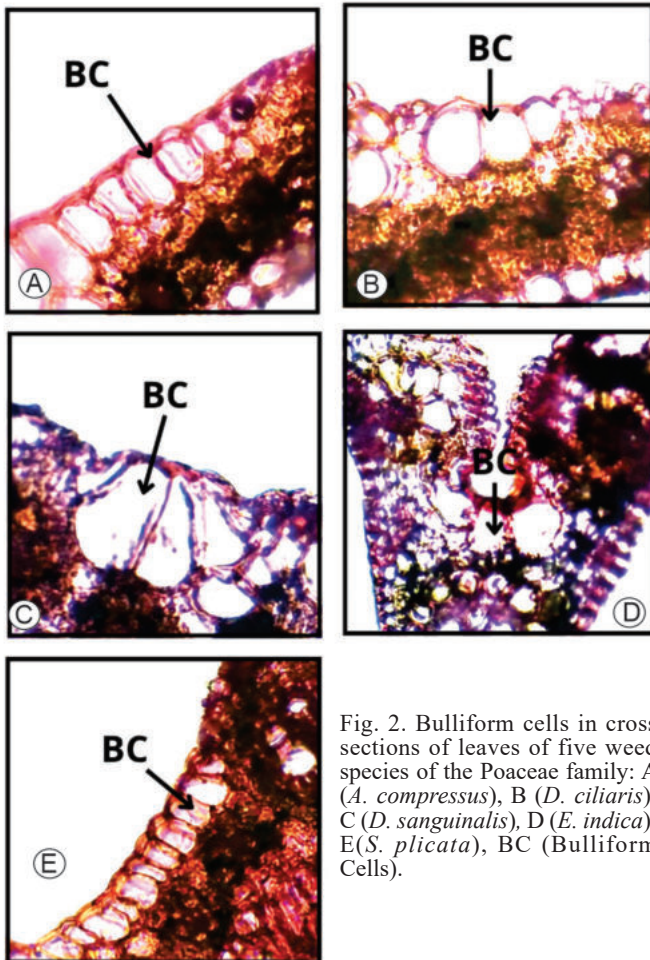 BC
A
BC
B
BC
C
BC
D
BC
E
Fig. 2. Bulliform cells in cross
sections of leaves of five weed
species of the Poaceae family: A
(A. compressus), B (D. ciliaris)
C (D. sanguinalis), D (E. indica)
E(S. plicata), BC (Bulliform
Cells).